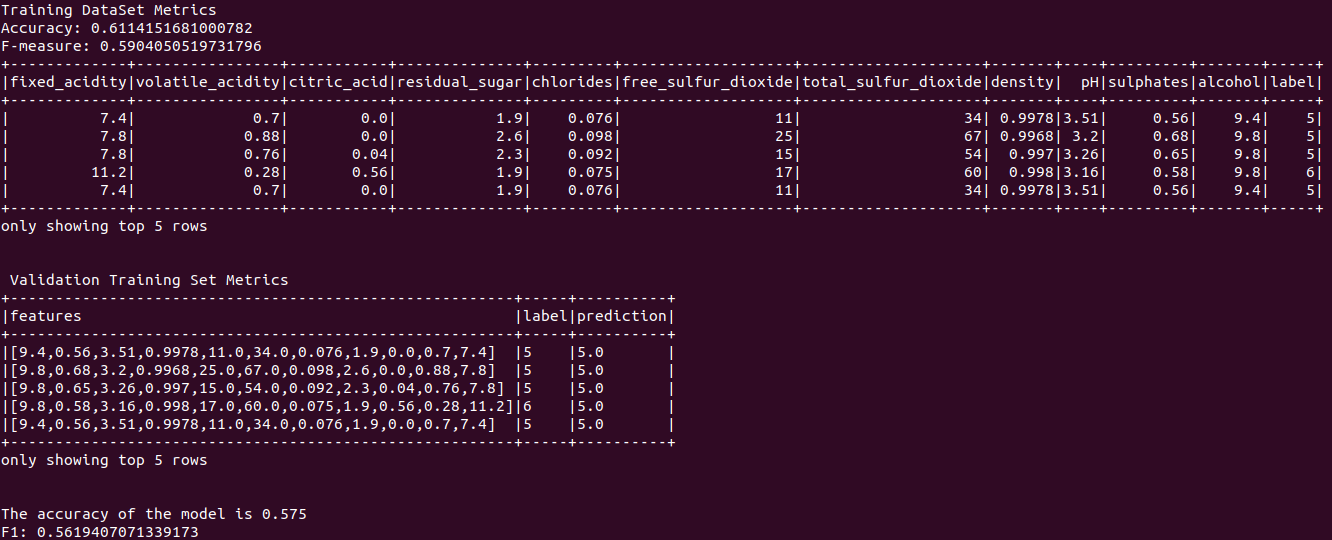 Training DataSet Metrics
Accuracy: 0.6114151681000782
F-measure: 0.5904050519731796
+-------------+----------------+-----------+--------------+---------+-------------------+--------------------+-------+----+---------+-------+-----+
|fixed_acidity|volatile_acidity|citric_acid|residual_sugar|chlorides|free_sulfur_dioxide|total_sulfur_dioxide|density|  pH|sulphates|alcohol|label|
+-------------+----------------+-----------+--------------+---------+-------------------+--------------------+-------+----+---------+-------+-----+
|          7.4|             0.7|        0.0|           1.9|    0.076|                 11|                  34| 0.9978|3.51|     0.56|    9.4|    5|
|          7.8|            0.88|        0.0|           2.6|    0.098|                 25|                  67| 0.9968| 3.2|     0.68|    9.8|    5|
|          7.8|            0.76|       0.04|           2.3|    0.092|                 15|                  54|  0.997|3.26|     0.65|    9.8|    5|
|         11.2|            0.28|       0.56|           1.9|    0.075|                 17|                  60|  0.998|3.16|     0.58|    9.8|    6|
|          7.4|             0.7|        0.0|           1.9|    0.076|                 11|                  34| 0.9978|3.51|     0.56|    9.4|    5|
+-------------+----------------+-----------+--------------+---------+-------------------+--------------------+-------+----+---------+-------+-----+
only showing top 5 rows
 Validation Training Set Metrics
+--------------------------------------------------------+-----+----------+
|features                                                |label|prediction|
+--------------------------------------------------------+-----+----------+
|[9.4,0.56,3.51,0.9978,11.0,34.0,0.076,1.9,0.0,0.7,7.4]  |5    |5.0       |
|[9.8,0.68,3.2,0.9968,25.0,67.0,0.098,2.6,0.0,0.88,7.8]  |5    |5.0       |
|[9.8,0.65,3.26,0.997,15.0,54.0,0.092,2.3,0.04,0.76,7.8] |5    |5.0       |
|[9.8,0.58,3.16,0.998,17.0,60.0,0.075,1.9,0.56,0.28,11.2]|6    |5.0       |
|[9.4,0.56,3.51,0.9978,11.0,34.0,0.076,1.9,0.0,0.7,7.4]  |5    |5.0       |
+--------------------------------------------------------+-----+----------+
only showing top 5 rows
The accuracy of the model is 0.575
F1: 0.5619407071339173